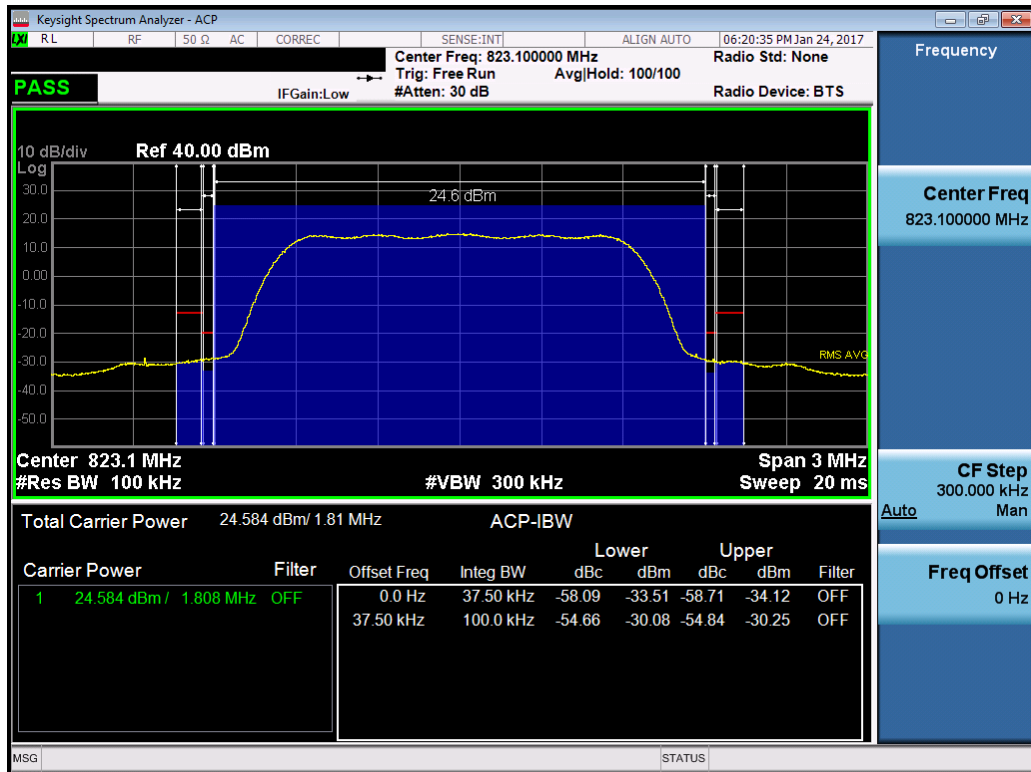 Keysight Spectrum Analyzer - ACP
LXI RL RF 50 Ω AC CORREC SENSE:INT ALIGN AUTO 06:20:35 PM Jan 24, 2017
Center Freq: 823.100000 MHz Radio Std: None
Trig: Free Run Avg|Hold: 100/100
PASS IFGain:Low #Atten: 30 dB Radio Device: BTS
10 dB/div Ref 40.00 dBm
Log
30.0
24.6 dBm
20.0
10.0
0.00
-10.0
-20.0
-30.0
RMS AVG
-40.0
-50.0
Center 823.1 MHz Span 3 MHz
#Res BW 100 kHz #VBW 300 kHz Sweep 20 ms
Total Carrier Power 24.584 dBm/ 1.81 MHz ACP-IBW
Lower Upper
Carrier Power Filter Offset Freq Integ BW dBc dBm dBc dBm Filter
1 24.584 dBm / 1.808 MHz OFF 0.0 Hz 37.50 kHz -58.09 -33.51 -58.71 -34.12 OFF
37.50 kHz 100.0 kHz -54.66 -30.08 -54.84 -30.25 OFF
Frequency
Center Freq
823.100000 MHz
CF Step
300.000 kHz
Auto Man
Freq Offset
0 Hz
MSG STATUS